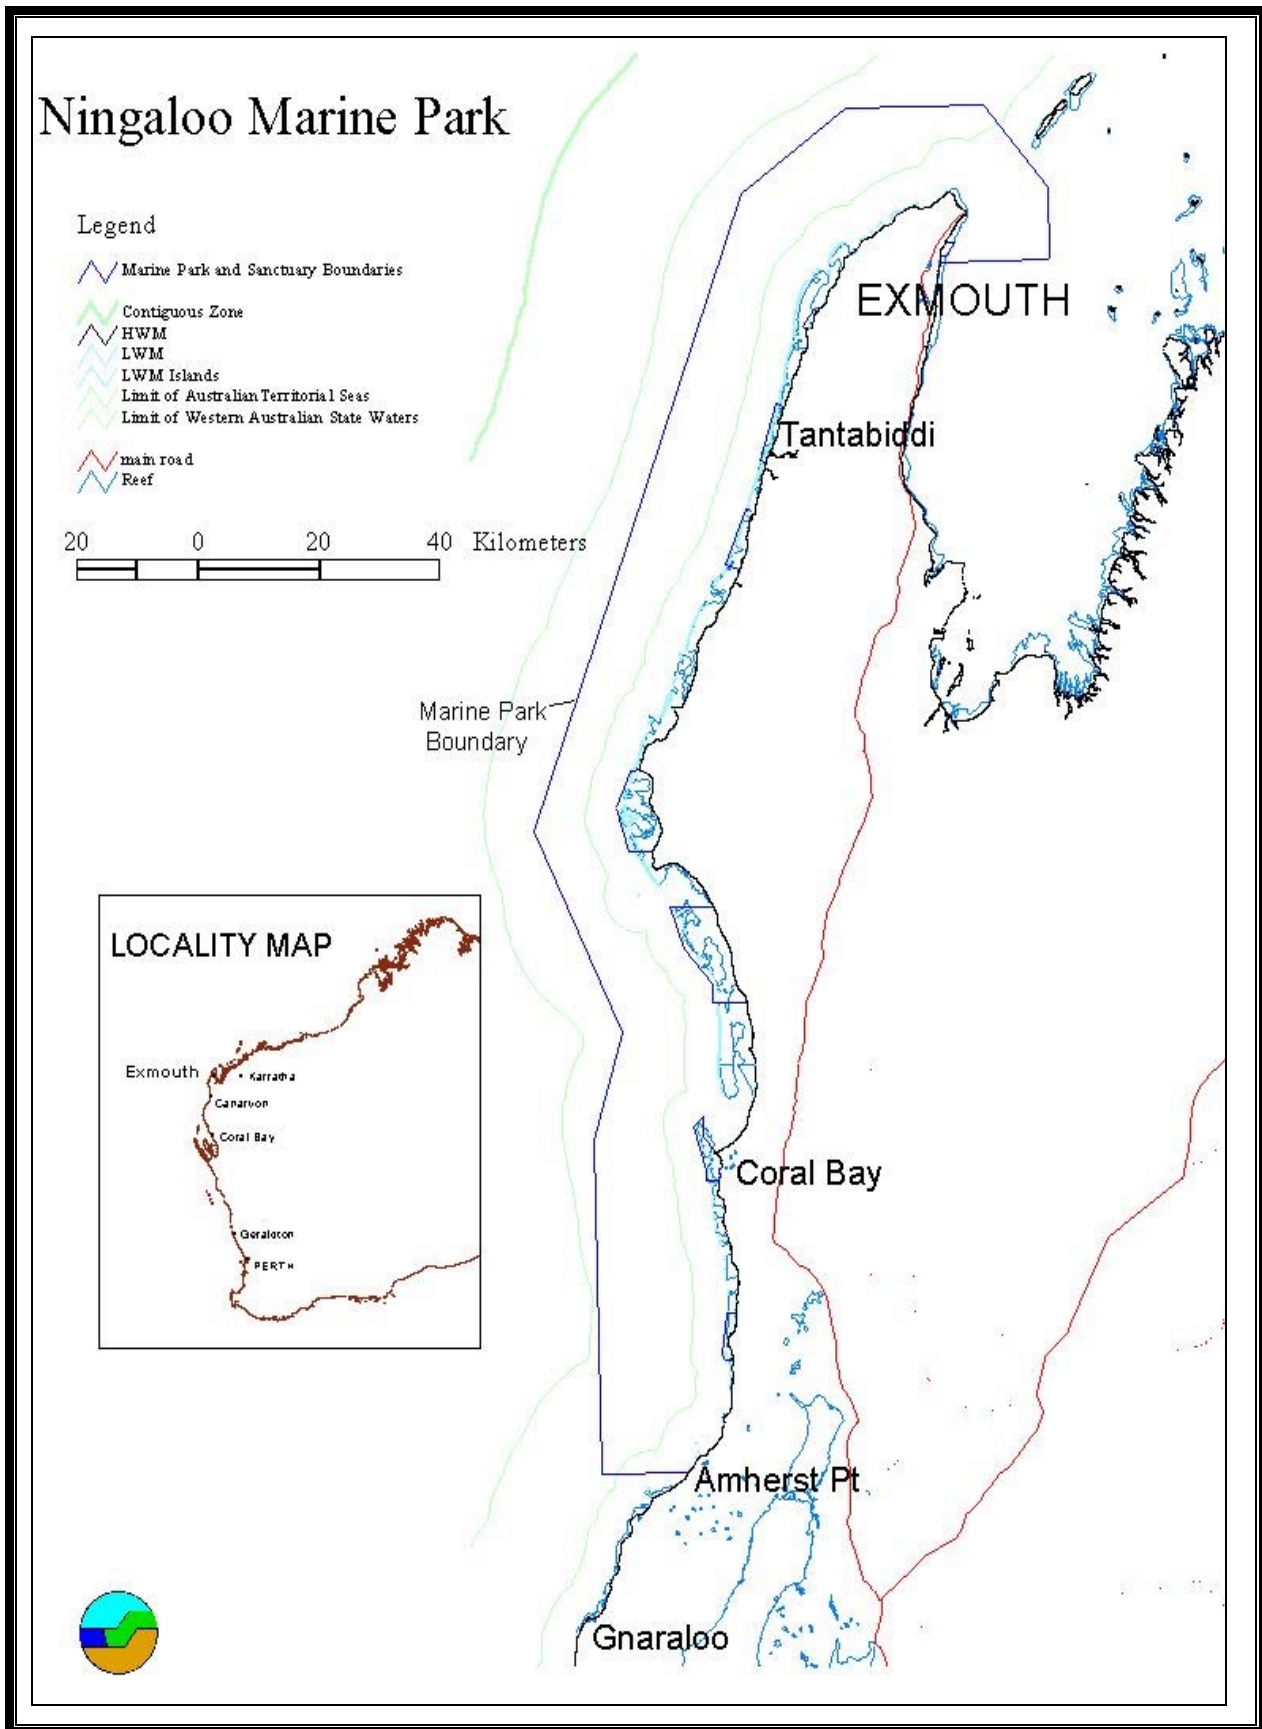 Ningaloo Marine Park
Legend
Marine Park and Sanctuary Boundaries
Contiguous Zone
HWM
LWM
LWM Islands
Limit of Australian Territorial Seas
Limit of Western Australian State Waters
main road
Reef
20 0 20 40 Kilometers
EXMOUTH
Tantabiddi
Marine Park
Boundary
LOCALITY MAP
Exmouth
Karratha
Canarvon
Coral Bay
Geraldton
PERTH
Coral Bay
Amherst Pt
Gnaraloo